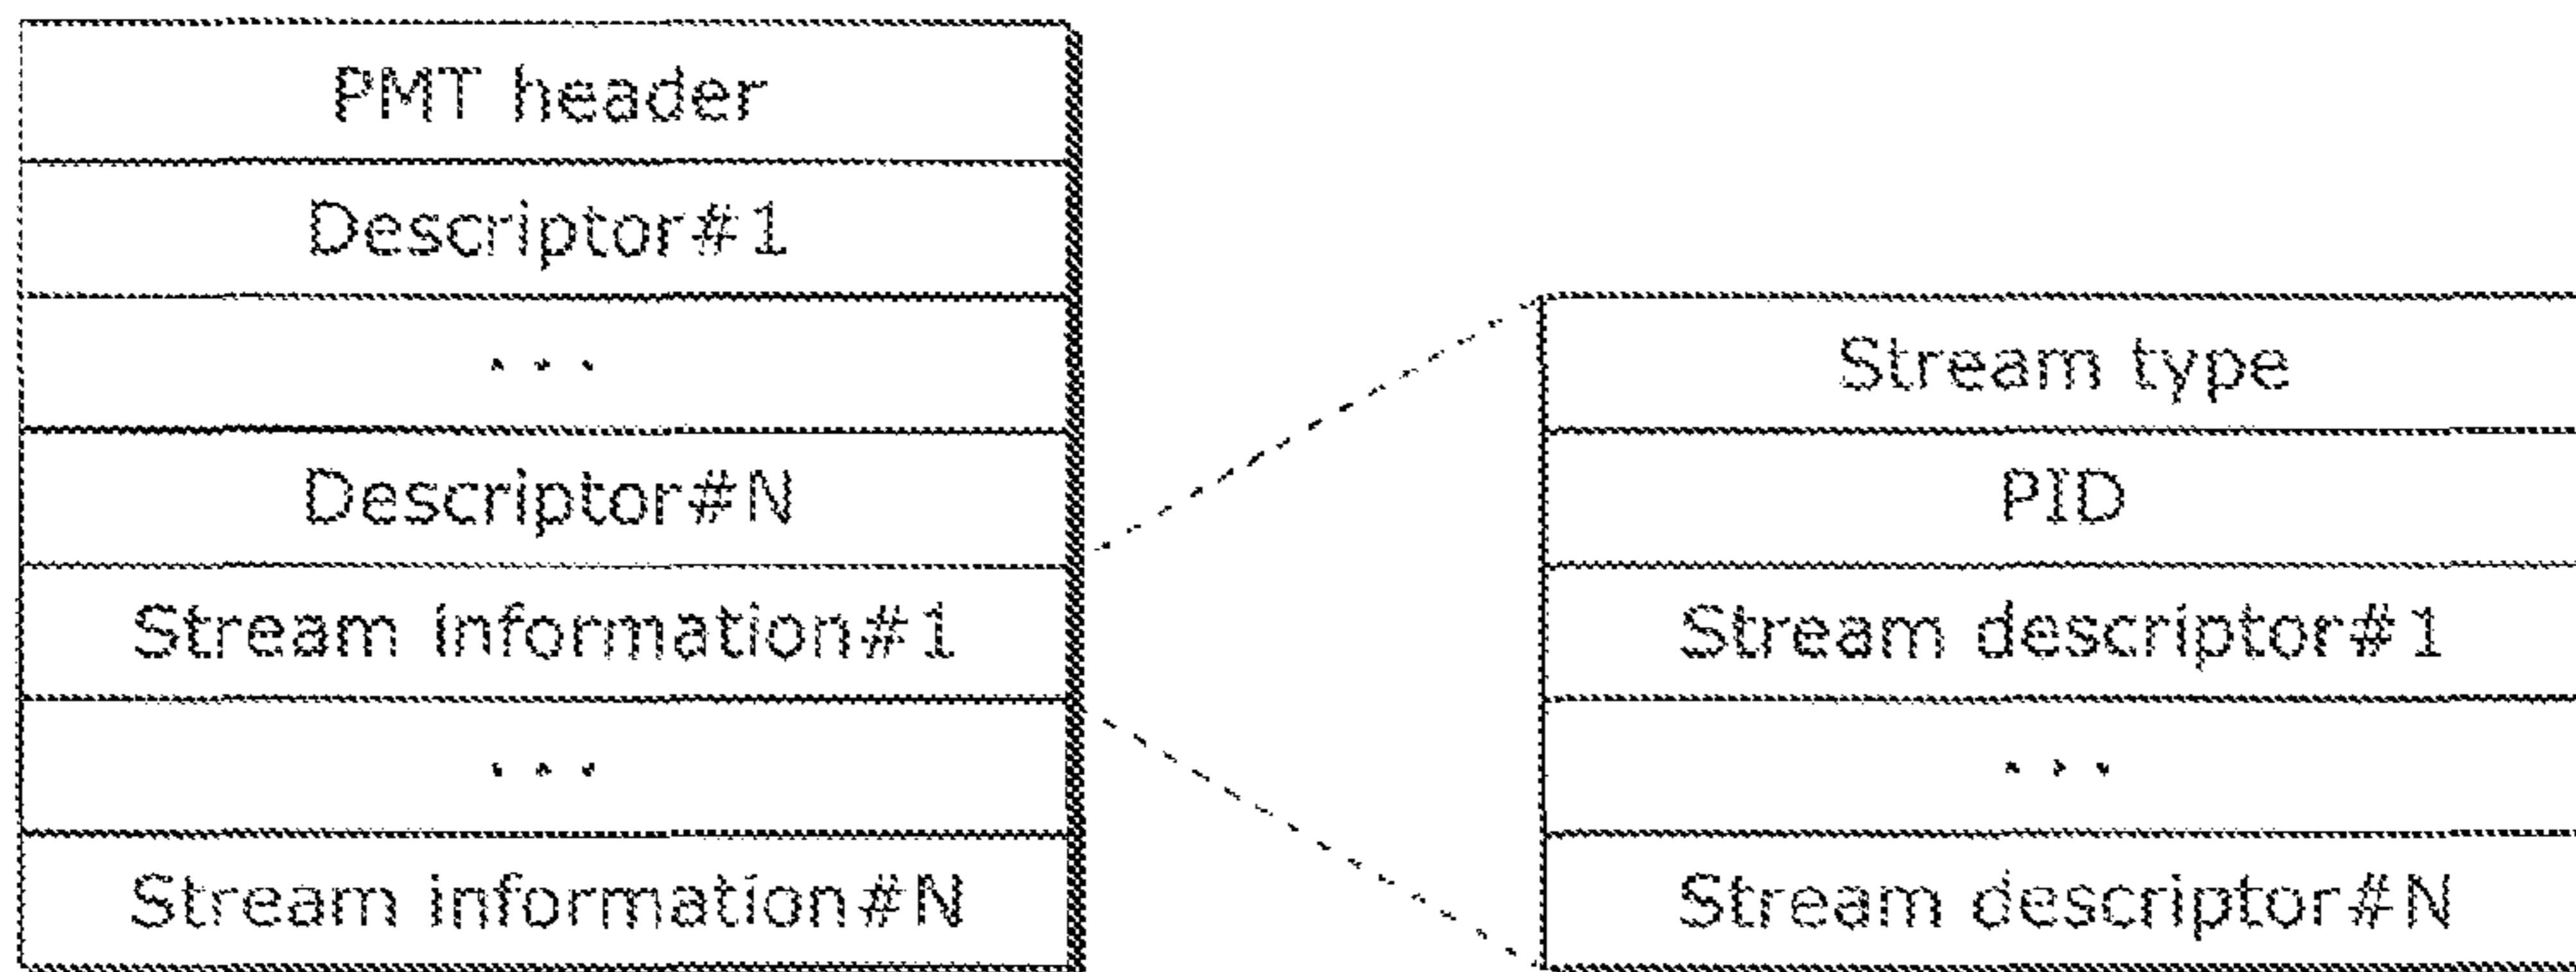 PMT header
Descriptor#1
...
Descriptor#N
Stream information#1
...
Stream information#N
Stream type
PID
Stream descriptor#1
...
Stream descriptor#N